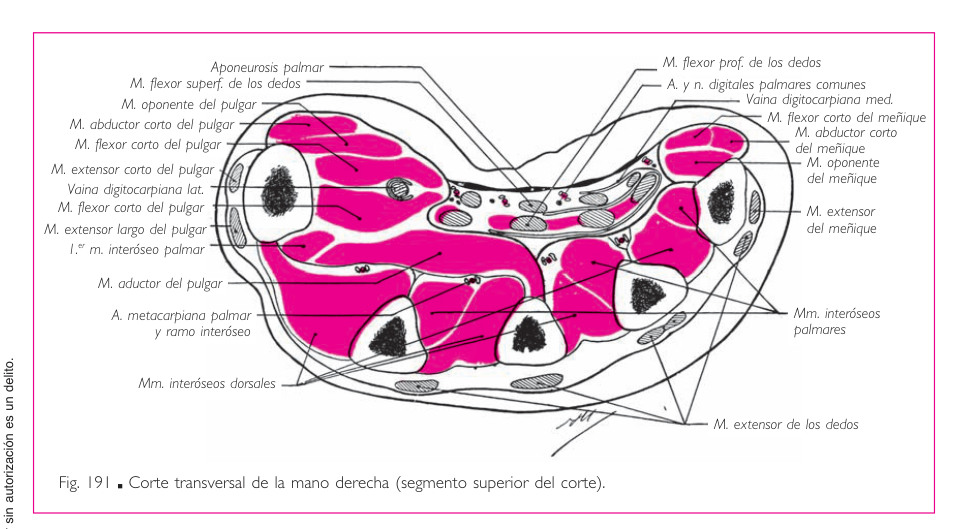 Aponeurosis palmar
M. flexor superf. de los dedos
M. oponente del pulgar
M. abductor corto del pulgar
M. flexor corto del pulgar
M. extensor corto del pulgar
Vaina digitocarpiana lat.
M. flexor corto del pulgar
M. extensor largo del pulgar
1.er m. interóseo palmar
M. aductor del pulgar
A. metacarpiana palmar
y ramo interóseo
Mm. interóseos dorsales
M. flexor prof. de los dedos
A. y n. digitales palmares comunes
Vaina digitocarpiana med.
M. flexor corto del meñique
M. abductor corto
del meñique
M. oponente
del meñique
M. extensor
del meñique
Mm. interóseos
palmares
M. extensor de los dedos
Fig. 191 ■ Corte transversal de la mano derecha (segmento superior del corte).
sin autorización es un delito.